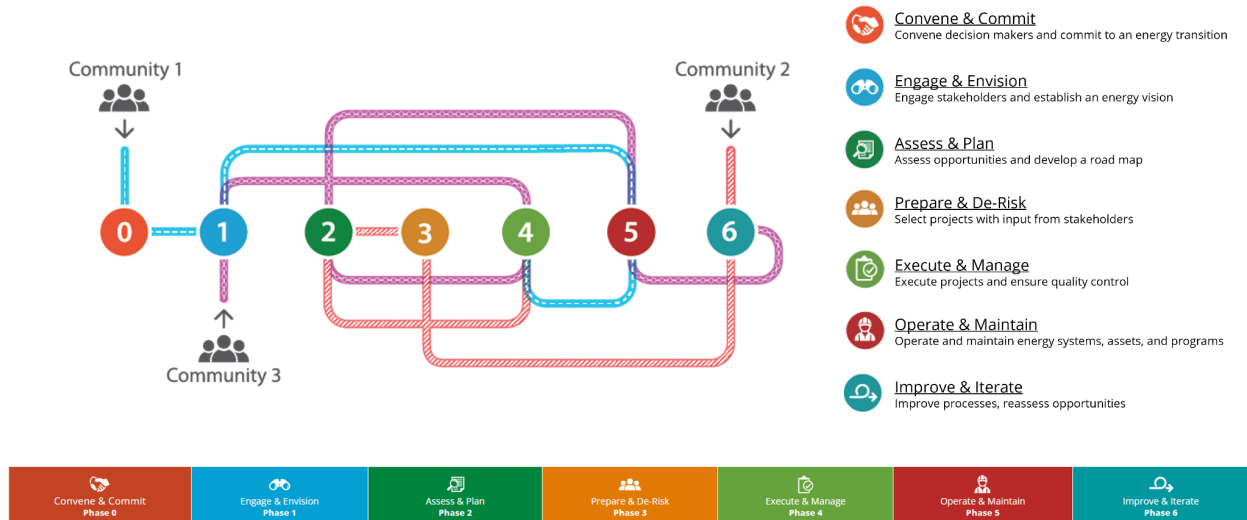 Convene & Commit
Convene decision makers and commit to an energy transition
Community 1
Community 2
Engage & Envision
Engage stakeholders and establish an energy vision
Assess & Plan
Assess opportunities and develop a road map
Prepare & De-Risk
Select projects with input from stakeholders
0
1
2
3
4
5
6
Execute & Manage
Execute projects and ensure quality control
Operate & Maintain
Operate and maintain energy systems, assets, and programs
Community 3
Improve & Iterate
Improve processes, reassess opportunities
Convene & Commit
Phase 0
Engage & Envision
Phase 1
Assess & Plan
Phase 2
Prepare & De-Risk
Phase 3
Execute & Manage
Phase 4
Operate & Maintain
Phase 5
Improve & Iterate
Phase 6